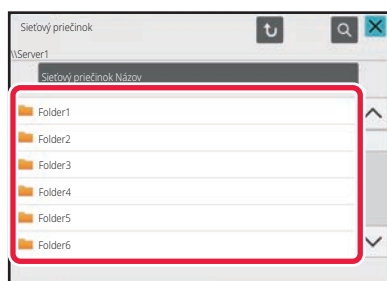 Sieťový priečinok
\\Server1
Sieťový priečinok Názov
Folder1
Folder2
Folder3
Folder4
Folder5
Folder6